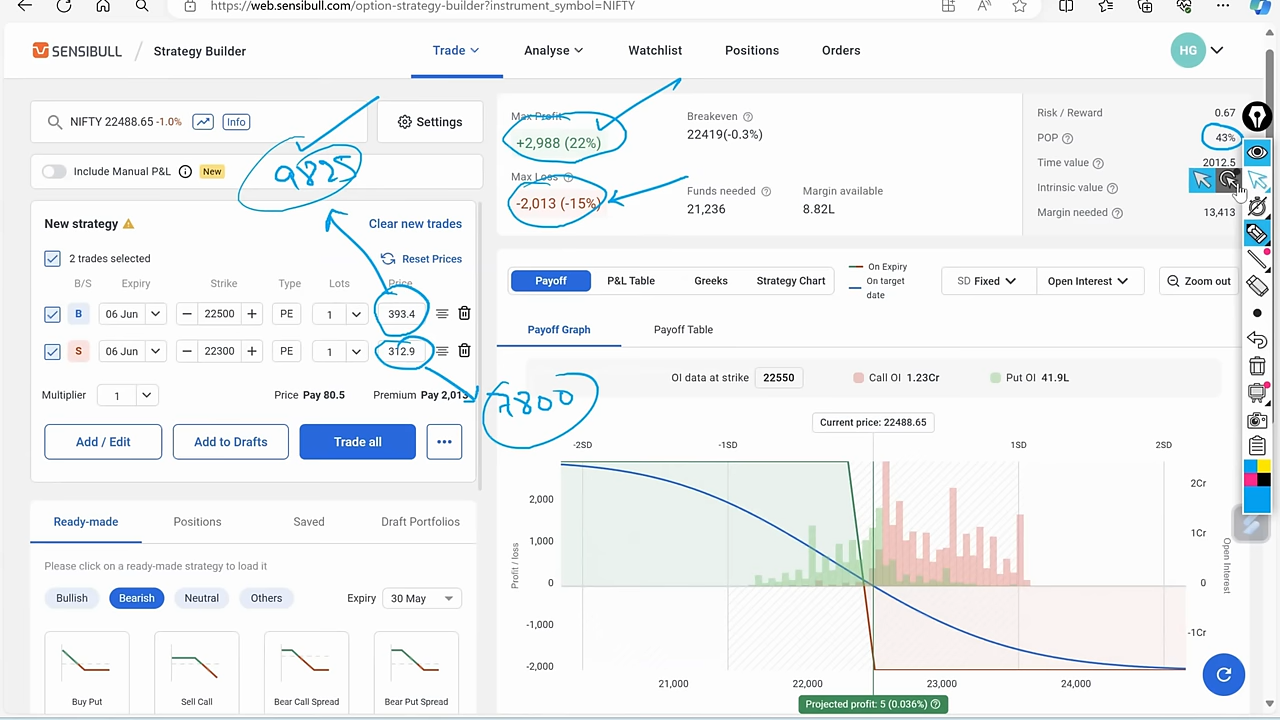 https://web.sensibull.com/option-strategy-builder?instrument_symbol=NIFTY
SENSIBULL / Strategy Builder
Trade
Analyse
Watchlist
Positions
Orders
HG
NIFTY 22488.65 -1.0%
Info
Settings
Include Manual P&L
New
9825
New strategy
Clear new trades
2 trades selected
Reset Prices
B/S Expiry Strike Type Lots Price
B 06 Jun − 22500 + PE 1 393.4
S 06 Jun − 22300 + PE 1 312.9
Multiplier 1 Price Pay 80.5 Premium Pay 2,013
7800
Add / Edit
Add to Drafts
Trade all
Ready-made
Positions
Saved
Draft Portfolios
Please click on a ready-made strategy to load it
Bullish
Bearish
Neutral
Others
Expiry 30 May
Buy Put
Sell Call
Bear Call Spread
Bear Put Spread
Max Profit
+2,988 (22%)
Breakeven
22419(-0.3%)
Max Loss
-2,013 (-15%)
Funds needed
21,236
Margin available
8.82L
Risk / Reward 0.67
POP 43%
Time value 2012.5
Intrinsic value
Margin needed 13,413
Payoff
P&L Table
Greeks
Strategy Chart
On Expiry
On target date
SD Fixed
Open Interest
Zoom out
Payoff Graph
Payoff Table
OI data at strike 22550
Call OI 1.23Cr
Put OI 41.9L
Current price: 22488.65
-2SD -1SD 1SD 2SD
Profit / loss
2,000
1,000
0
-1,000
-2,000
2Cr
1Cr
0
-1Cr
Open Interest
21,000 22,000 23,000 24,000
Projected profit: 5 (0.036%)